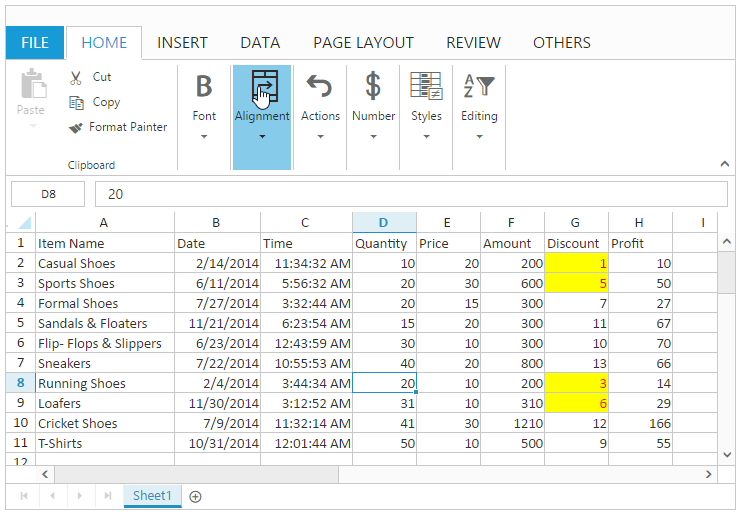 FILE HOME INSERT DATA PAGE LAYOUT REVIEW OTHERS
Paste
Cut
Copy
Format Painter
Clipboard
B
Font
Alignment
Actions
$
Number
Styles
A Z
Editing
D8 20
A B C D E F G H I
1 Item Name Date Time Quantity Price Amount Discount Profit
2 Casual Shoes 2/14/2014 11:34:32 AM 10 20 200 1 10
3 Sports Shoes 6/11/2014 5:56:32 AM 20 30 600 5 50
4 Formal Shoes 7/27/2014 3:32:44 AM 20 15 300 7 27
5 Sandals & Floaters 11/21/2014 6:23:54 AM 15 20 300 11 67
6 Flip- Flops & Slippers 6/23/2014 12:43:59 AM 30 10 300 10 70
7 Sneakers 7/22/2014 10:55:53 AM 40 20 800 13 66
8 Running Shoes 2/4/2014 3:44:34 AM 20 10 200 3 14
9 Loafers 11/30/2014 3:12:52 AM 31 10 310 6 29
10 Cricket Shoes 7/9/2014 11:32:14 AM 41 30 1210 12 166
11 T-Shirts 10/31/2014 12:01:44 AM 50 10 500 9 55
12
Sheet1